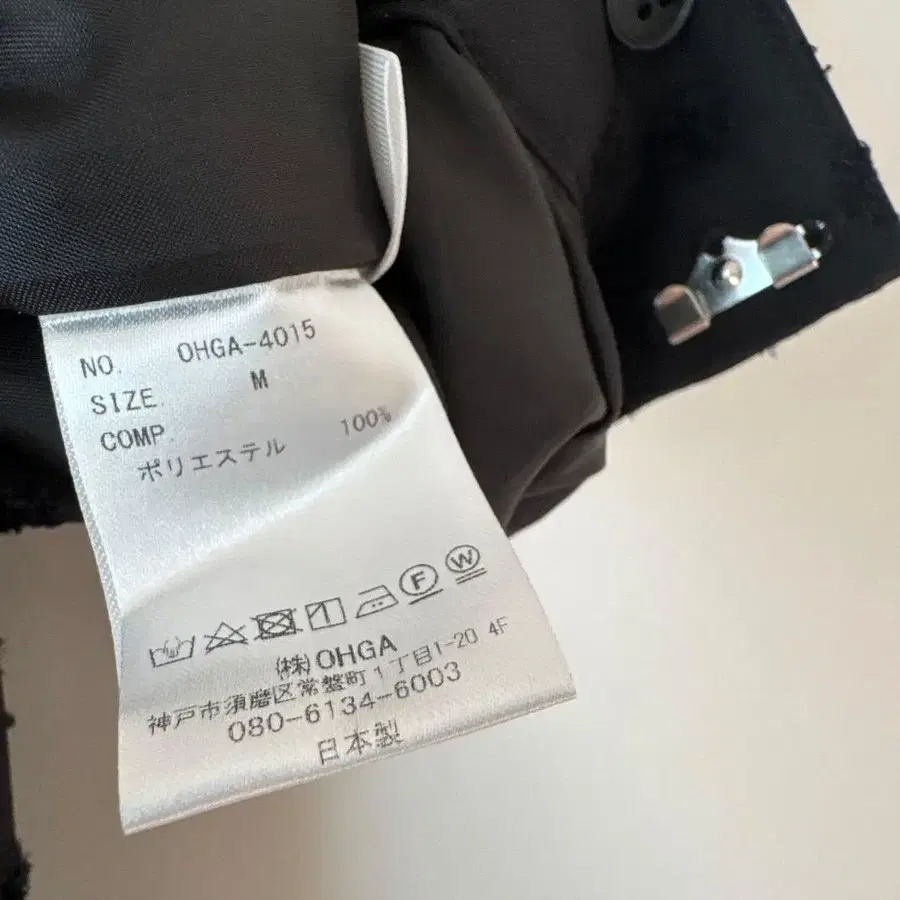 NO. OHGA-4015
SIZE. M
COMP.
ポリエステル 100%
F W
(株)OHGA
神戸市須磨区常盤町1丁目1-20 4F
080-6134-6003
日本製